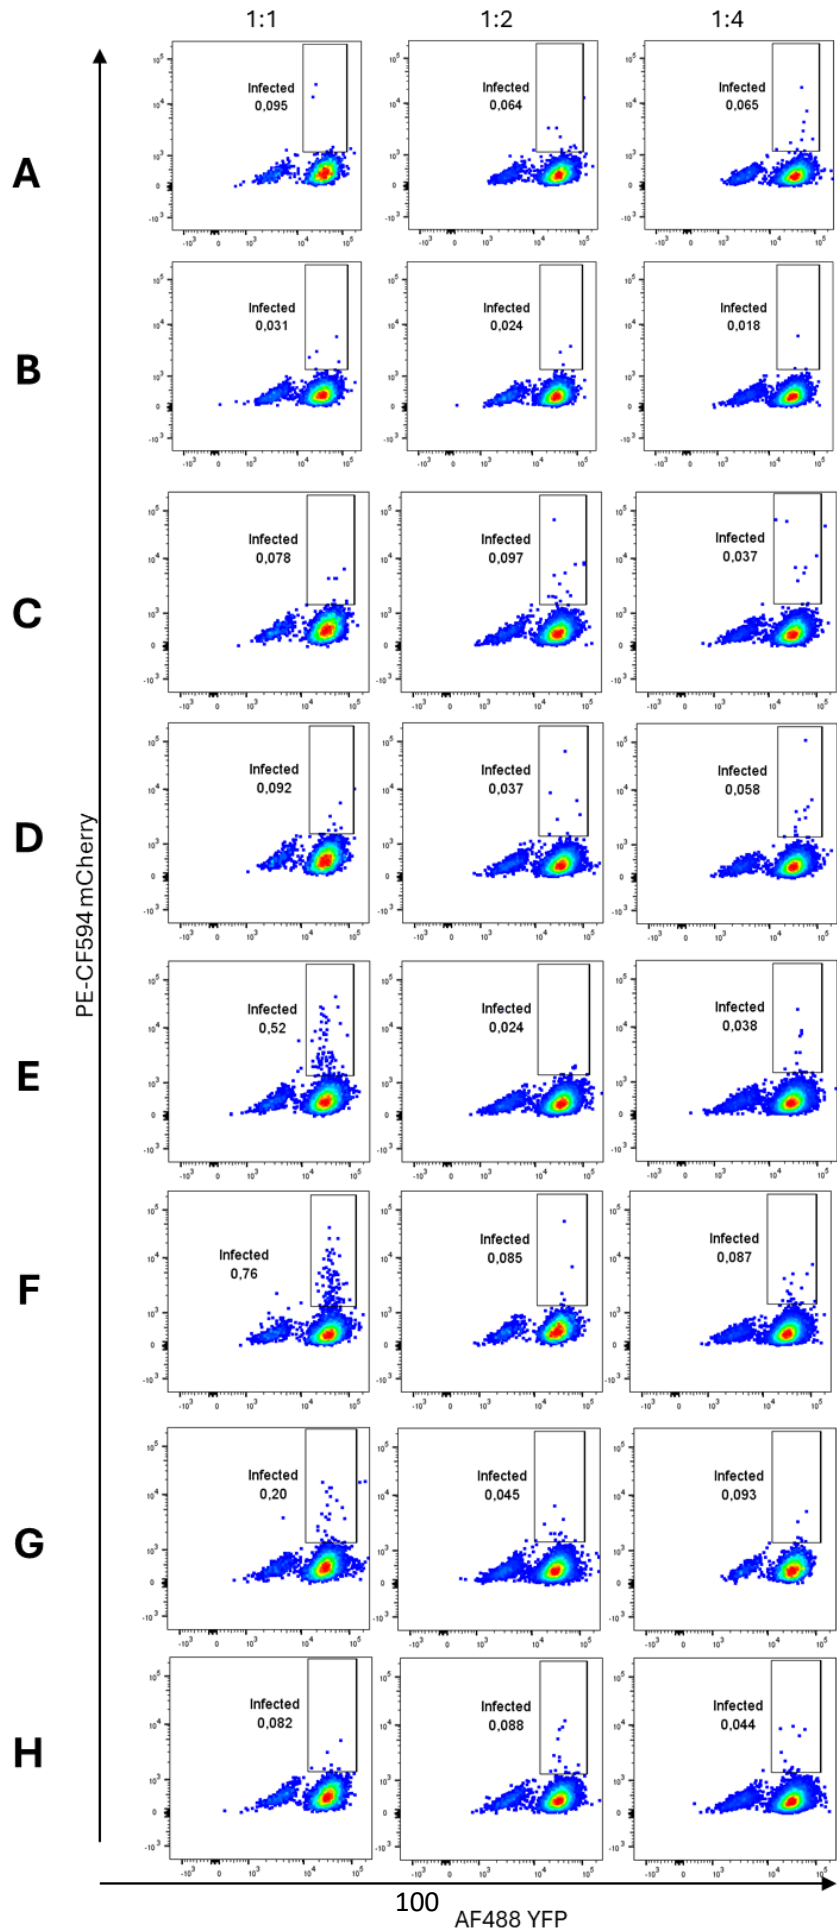 1:1 1:2 1:4
A
Infected
0,095
Infected
0,064
Infected
0,065
B
Infected
0,031
Infected
0,024
Infected
0,018
C
Infected
0,078
Infected
0,097
Infected
0,037
D
Infected
0,092
Infected
0,037
Infected
0,058
PE-CF594 mCherry
E
Infected
0,52
Infected
0,024
Infected
0,038
F
Infected
0,76
Infected
0,085
Infected
0,087
G
Infected
0,20
Infected
0,045
Infected
0,093
H
Infected
0,082
Infected
0,088
Infected
0,044
100
AF488 YFP